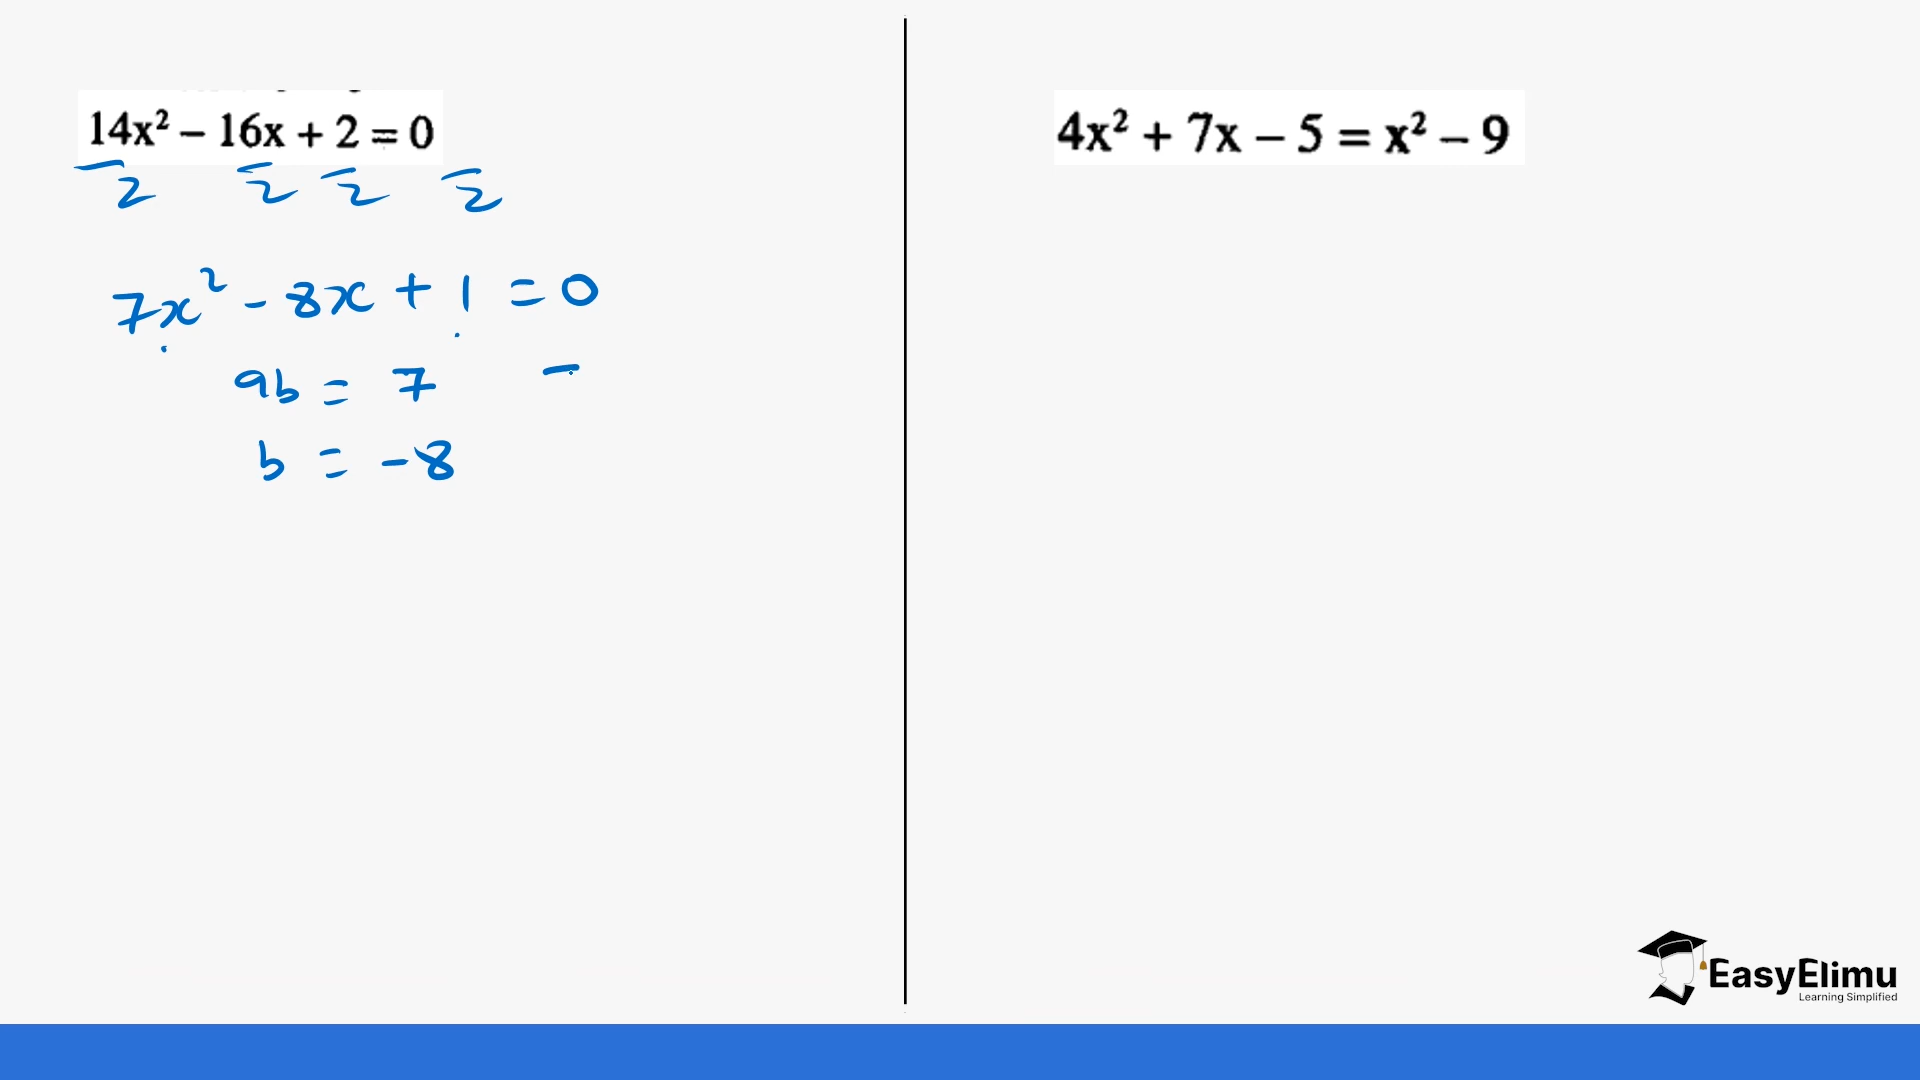 14x² – 16x + 2 = 0
2 2 2 2
7x² - 8x + 1 = 0
ab = 7 -
b = -8
4x² + 7x – 5 = x² – 9
EasyElimu
Learning Simplified